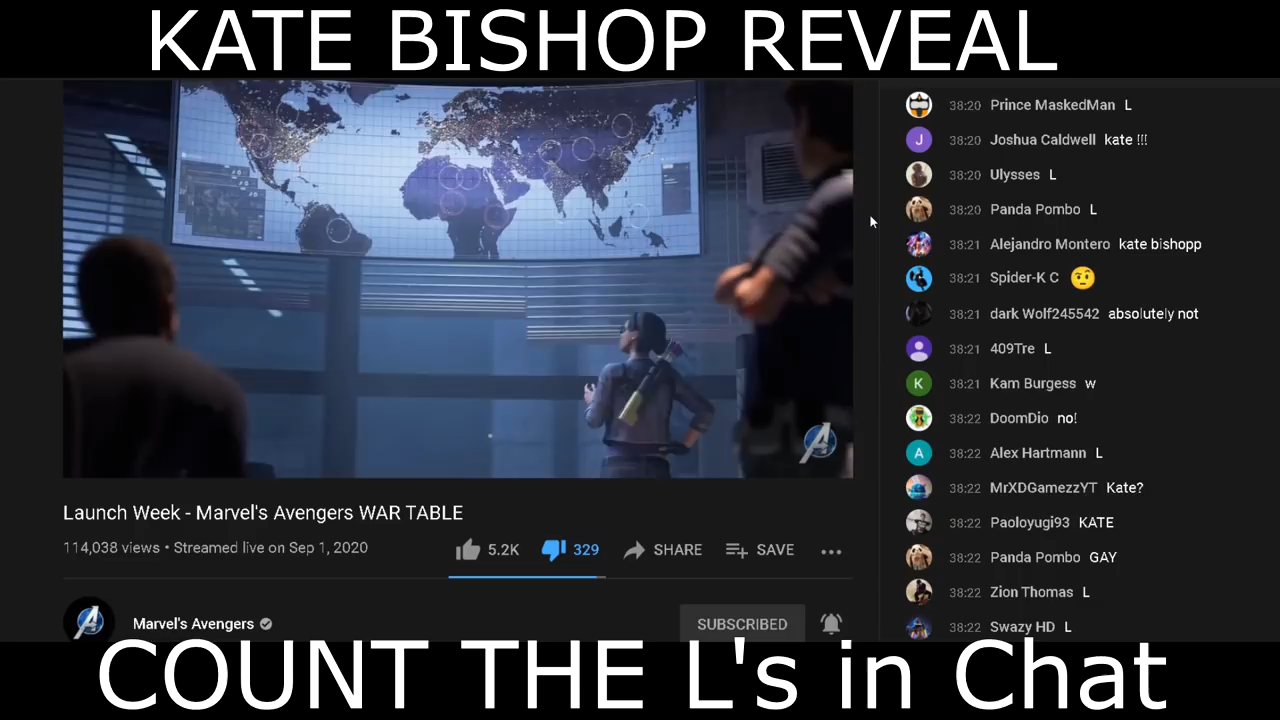 KATE BISHOP REVEAL
38:20 Prince MaskedMan L
J 38:20 Joshua Caldwell kate !!!
38:20 Ulysses L
38:20 Panda Pombo L
38:21 Alejandro Montero kate bishopp
38:21 Spider-K C 🤨
38:21 dark Wolf245542 absolutely not
38:21 409Tre L
K 38:21 Kam Burgess w
38:22 DoomDio no!
A 38:22 Alex Hartmann L
38:22 MrXDGamezzYT Kate?
38:22 Paoloyugi93 KATE
38:22 Panda Pombo GAY
38:22 Zion Thomas L
38:22 Swazy HD L
Launch Week - Marvel's Avengers WAR TABLE
114,038 views • Streamed live on Sep 1, 2020
5.2K 329 SHARE SAVE
Marvel's Avengers
SUBSCRIBED
COUNT THE L's in Chat